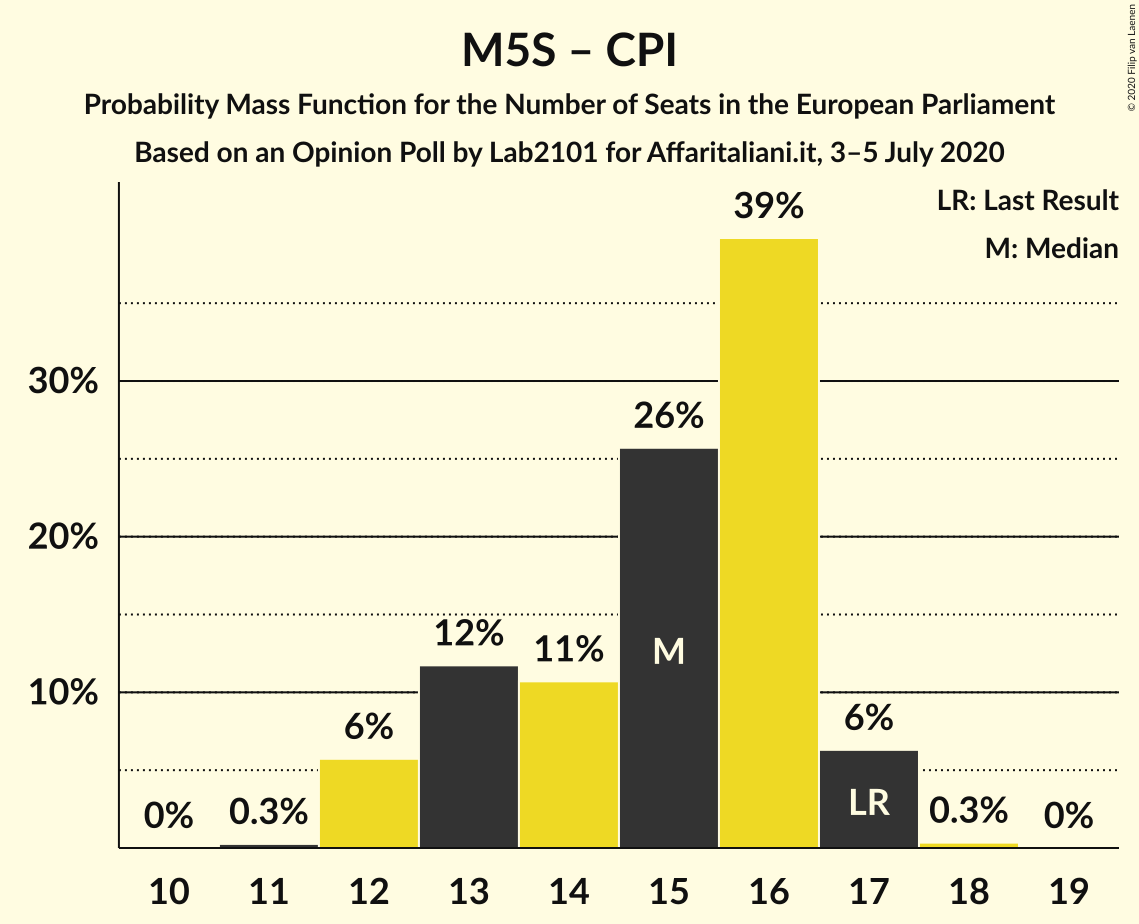 M5S – CPI
Probability Mass Function for the Number of Seats in the European Parliament
Based on an Opinion Poll by Lab2101 for Affaritaliani.it, 3–5 July 2020
© 2020 Filip van Laenen
LR: Last Result
M: Median
39%
30%
26%
20%
12%
11%
M
10%
6%
6%
LR
0%
0.3%
0.3%
0%
10 11 12 13 14 15 16 17 18 19